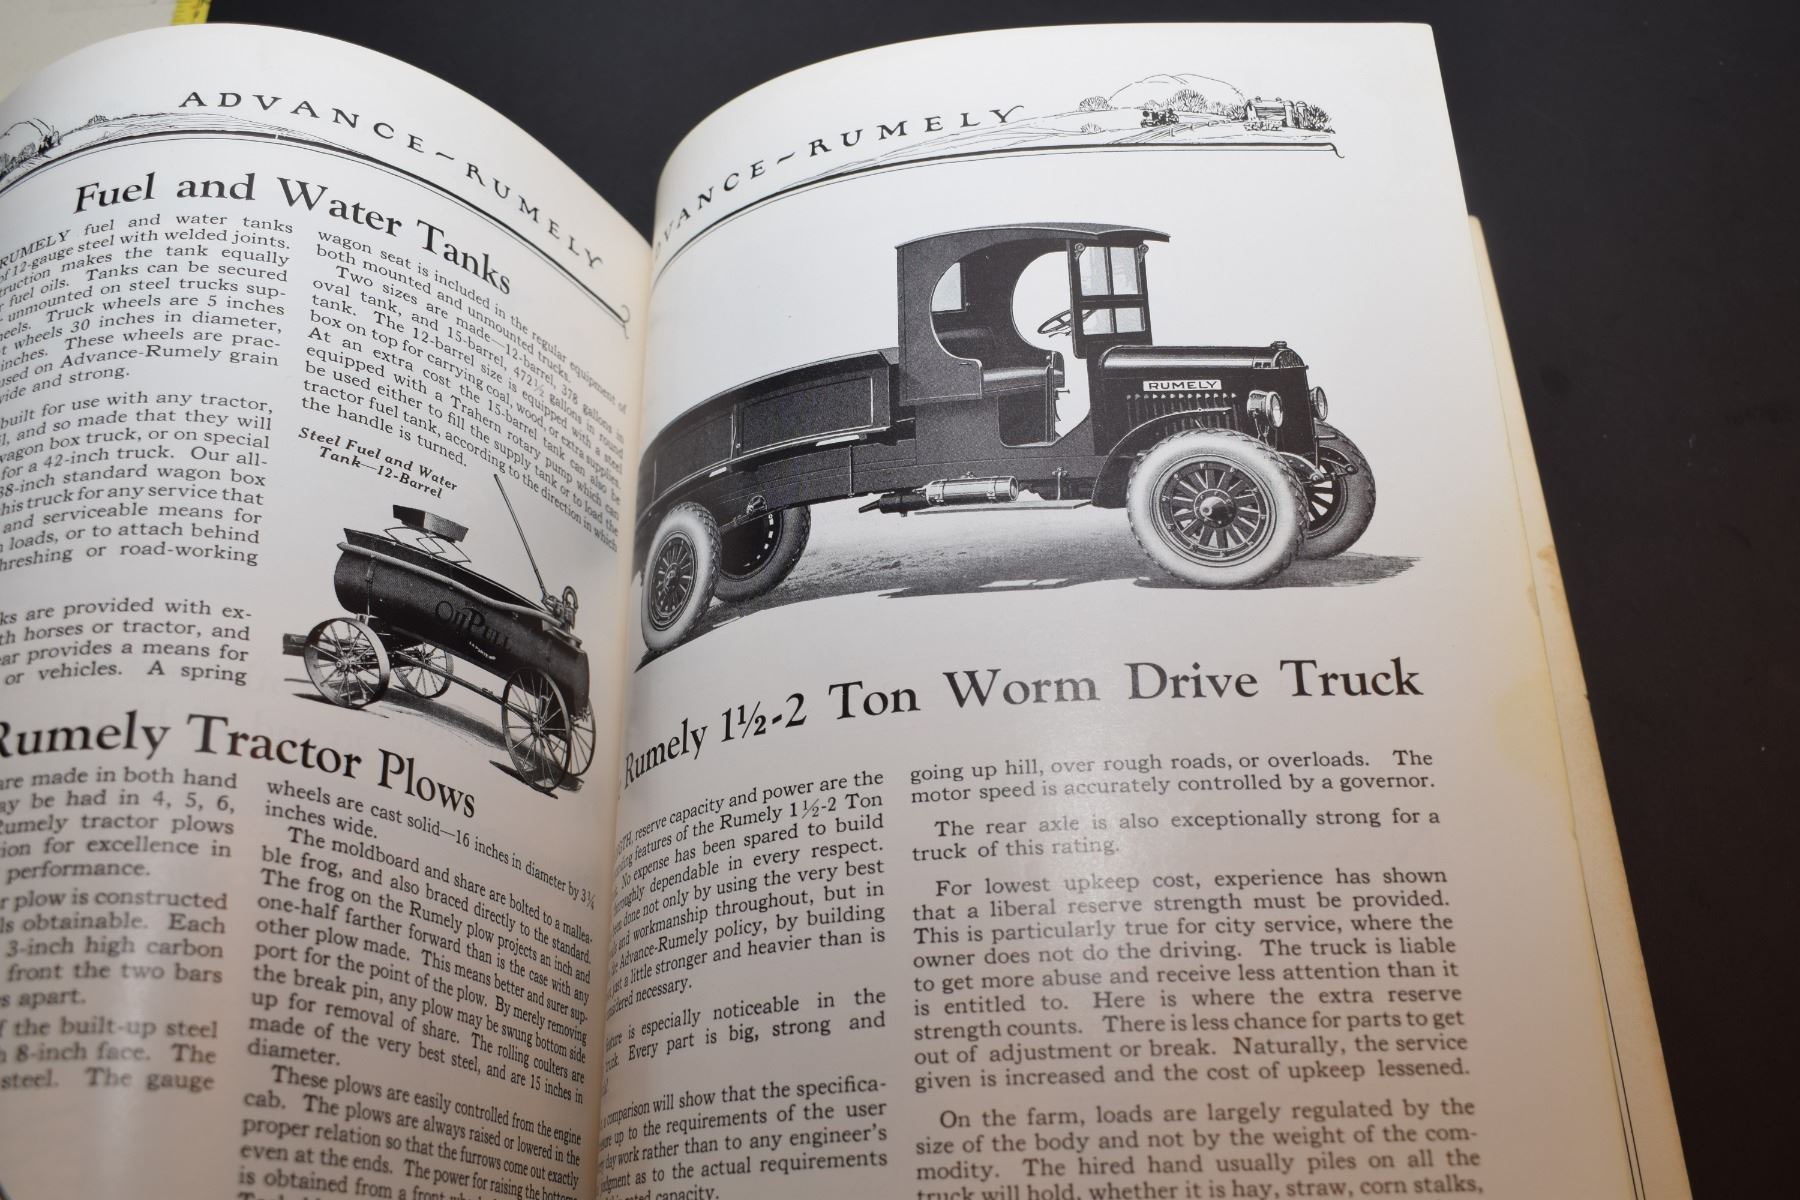 ADVANCE~RUMELY
Fuel and Water Tanks
RUMELY fuel and water tanks
of 12-gauge steel with welded joints.
makes the tank equally
fuel oils. Tanks can be secured
unmounted on steel trucks sup-
Truck wheels are 5 inches
wheels 30 inches in diameter,
inches. These wheels are prac-
used on Advance-Rumely grain
wide and strong.
built for use with any tractor,
and so made that they will
wagon box truck, or on special
for a 42-inch truck. Our all-
38-inch standard wagon box
this truck for any service that
and serviceable means for
loads, or to attach behind
threshing or road-working
are provided with ex-
horses or tractor, and
provides a means for
or vehicles. A spring
wagon seat is included in the regular equipment of
both mounted and unmounted trucks.
Two sizes are made—12-barrel, 378 gallons in
oval tank, and 15-barrel, 472½ gallons in round
tank. The 12-barrel size is equipped with a steel
box on top for carrying coal, wood, or extra supplies.
At an extra cost the 15-barrel tank can also be
equipped with a Trahern rotary pump which can
be used either to fill the supply tank or to load the
tractor fuel tank, according to the direction in which
the handle is turned.
Steel Fuel and Water
Tank—12-Barrel
OILPULL
Rumely Tractor Plows
are made in both hand
may be had in 4, 5, 6,
Rumely tractor plows
for excellence in
performance.
plow is constructed
obtainable. Each
3-inch high carbon
front the two bars
apart.
the built-up steel
8-inch face. The
steel. The gauge
wheels are cast solid—16 inches in diameter by 3¼
inches wide.
The moldboard and share are bolted to a mallea-
ble frog, and also braced directly to the standard.
The frog on the Rumely plow projects an inch and
one-half farther forward than is the case with any
other plow made. This means better and surer sup-
port for the point of the plow. By merely removing
the break pin, any plow may be swung bottom side
up for removal of share. The rolling coulters are
made of the very best steel, and are 15 inches in
diameter.
These plows are easily controlled from the engine
cab. The plows are always raised or lowered in the
proper relation so that the furrows come out exactly
even at the ends. The power for raising the bottoms
is obtained from a front
ADVANCE~RUMELY
RUMELY
Rumely 1½-2 Ton Worm Drive Truck
reserve capacity and power are the
features of the Rumely 1½-2 Ton
No expense has been spared to build
thoroughly dependable in every respect.
done not only by using the very best
and workmanship throughout, but in
Advance-Rumely policy, by building
just a little stronger and heavier than is
considered necessary.
is especially noticeable in the
truck. Every part is big, strong and
comparison will show that the specifica-
up to the requirements of the user
day work rather than to any engineer's
judgment as to the actual requirements
capacity.
going up hill, over rough roads, or overloads. The
motor speed is accurately controlled by a governor.
The rear axle is also exceptionally strong for a
truck of this rating.
For lowest upkeep cost, experience has shown
that a liberal reserve strength must be provided.
This is particularly true for city service, where the
owner does not do the driving. The truck is liable
to get more abuse and receive less attention than it
is entitled to. Here is where the extra reserve
strength counts. There is less chance for parts to get
out of adjustment or break. Naturally, the service
given is increased and the cost of upkeep lessened.
On the farm, loads are largely regulated by the
size of the body and not by the weight of the com-
modity. The hired hand usually piles on all the
truck will hold, whether it is hay, straw, corn stalks,